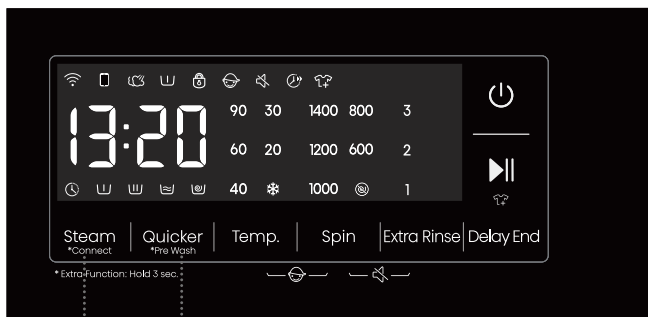 13:20
90 30 1400 800 3
60 20 1200 600 2
40 1000 1
Steam Quicker Temp. Spin Extra Rinse Delay End
*Connect *Pre Wash
* Extra Function: Hold 3 sec.